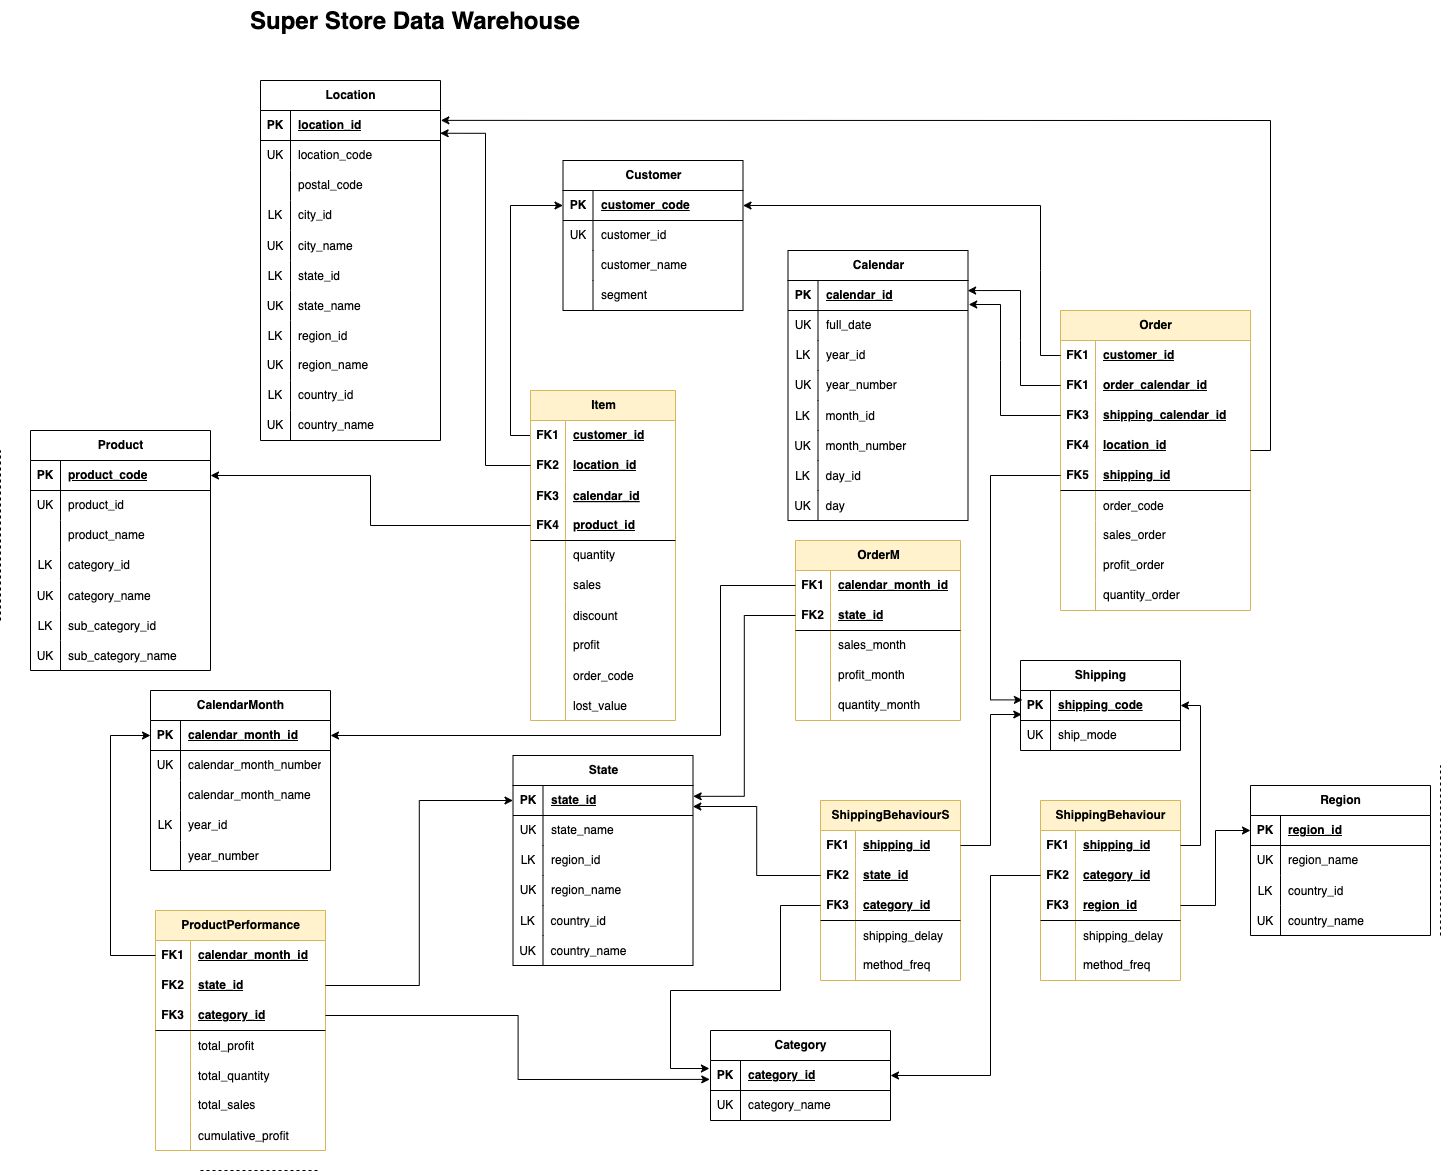 Super Store Data Warehouse
Location
PK location_id
UK location_code
postal_code
LK city_id
UK city_name
LK state_id
UK state_name
LK region_id
UK region_name
LK country_id
UK country_name
Customer
PK customer_code
UK customer_id
customer_name
segment
Calendar
PK calendar_id
UK full_date
LK year_id
UK year_number
LK month_id
UK month_number
LK day_id
UK day
Order
FK1 customer_id
FK1 order_calendar_id
FK3 shipping_calendar_id
FK4 location_id
FK5 shipping_id
order_code
sales_order
profit_order
quantity_order
Item
FK1 customer_id
FK2 location_id
FK3 calendar_id
FK4 product_id
quantity
sales
discount
profit
order_code
lost_value
Product
PK product_code
UK product_id
product_name
LK category_id
UK category_name
LK sub_category_id
UK sub_category_name
OrderM
FK1 calendar_month_id
FK2 state_id
sales_month
profit_month
quantity_month
Shipping
PK shipping_code
UK ship_mode
CalendarMonth
PK calendar_month_id
UK calendar_month_number
calendar_month_name
LK year_id
year_number
State
PK state_id
UK state_name
LK region_id
UK region_name
LK country_id
UK country_name
ShippingBehaviourS
FK1 shipping_id
FK2 state_id
FK3 category_id
shipping_delay
method_freq
ShippingBehaviour
FK1 shipping_id
FK2 category_id
FK3 region_id
shipping_delay
method_freq
Region
PK region_id
UK region_name
LK country_id
UK country_name
ProductPerformance
FK1 calendar_month_id
FK2 state_id
FK3 category_id
total_profit
total_quantity
total_sales
cumulative_profit
Category
PK category_id
UK category_name